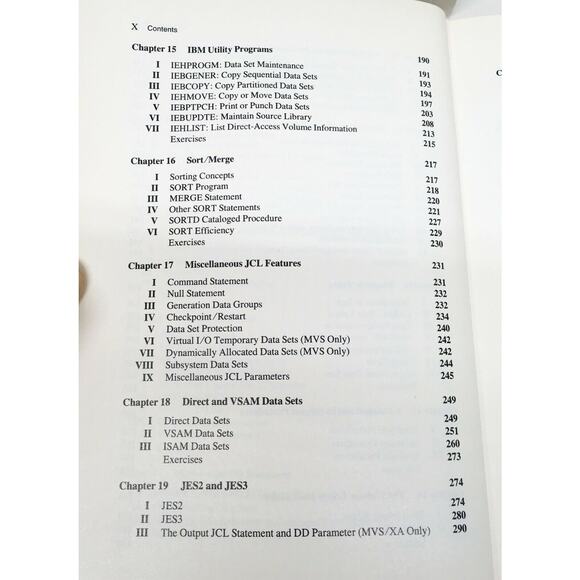 X Contents
Chapter 15 IBM Utility Programs 190
I IEHPROGM: Data Set Maintenance 191
II IEBGENER: Copy Sequential Data Sets 193
III IEBCOPY: Copy Partitioned Data Sets 194
IV IEHMOVE: Copy or Move Data Sets 197
V IEBPTPCH: Print or Punch Data Sets 203
VI IEBUPDTE: Maintain Source Library 208
VII IEHLIST: List Direct-Access Volume Information 213
Exercises 215
Chapter 16 Sort/Merge 217
I Sorting Concepts 217
II SORT Program 218
III MERGE Statement 220
IV Other SORT Statements 221
V SORTD Cataloged Procedure 227
VI SORT Efficiency 229
Exercises 230
Chapter 17 Miscellaneous JCL Features 231
I Command Statement 231
II Null Statement 232
III Generation Data Groups 232
IV Checkpoint/Restart 234
V Data Set Protection 240
VI Virtual I/O Temporary Data Sets (MVS Only) 242
VII Dynamically Allocated Data Sets (MVS Only) 242
VIII Subsystem Data Sets 244
IX Miscellaneous JCL Parameters 245
Chapter 18 Direct and VSAM Data Sets 249
I Direct Data Sets 249
II VSAM Data Sets 251
III ISAM Data Sets 260
Exercises 273
Chapter 19 JES2 and JES3 274
I JES2 274
II JES3 280
III The Output JCL Statement and DD Parameter (MVS/XA Only) 290